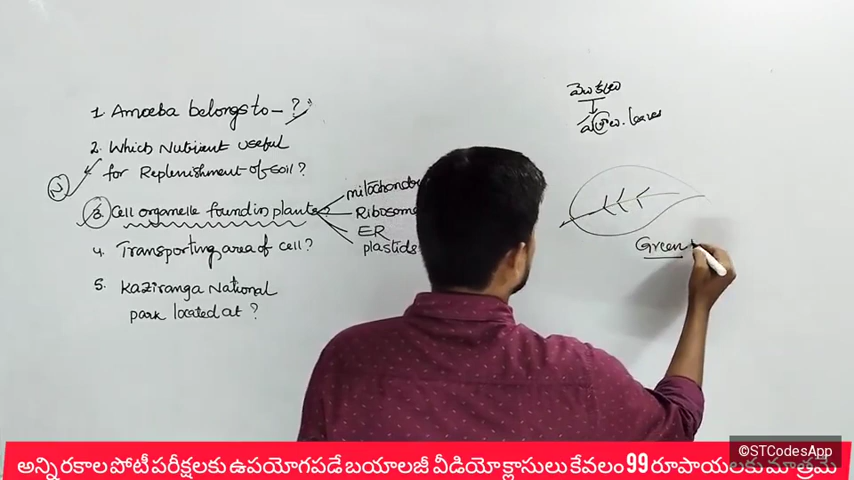 1. Amoeba belongs to - ?
2. Which Nutrient useful
for Replenishment of soil?
N
3. Cell organelle found in plants
mitochond
Ribosome
ER
plastids
4. Transporting area of cell?
5. Kaziranga National
park located at ?
మొక్కలు
leaves
Green
అన్ని రకాల పోటీ పరీక్షలకు ఉపయోగపడే బయాలజీ వీడియో క్లాసులు కేవలం 99 రూపాయలకు మాత్రమే
©STCodesApp